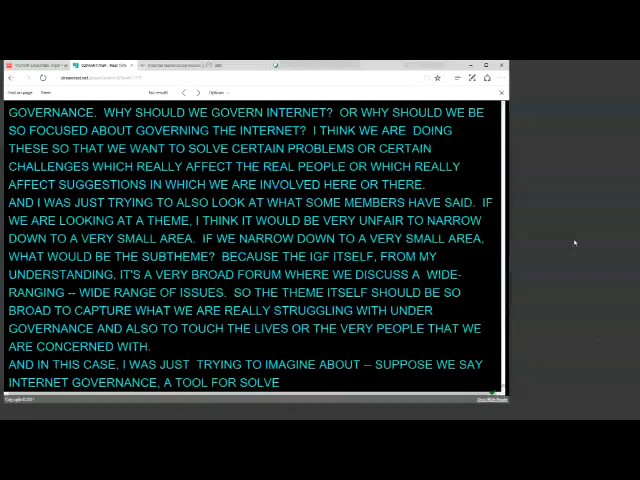 streamtext.net
Find on page
No results
Options
GOVERNANCE. WHY SHOULD WE GOVERN INTERNET? OR WHY SHOULD WE BE
SO FOCUSED ABOUT GOVERNING THE INTERNET? I THINK WE ARE DOING
THESE SO THAT WE WANT TO SOLVE CERTAIN PROBLEMS OR CERTAIN
CHALLENGES WHICH REALLY AFFECT THE REAL PEOPLE OR WHICH REALLY
AFFECT SUGGESTIONS IN WHICH WE ARE INVOLVED HERE OR THERE.
AND I WAS JUST TRYING TO ALSO LOOK AT WHAT SOME MEMBERS HAVE SAID. IF
WE ARE LOOKING AT A THEME, I THINK IT WOULD BE VERY UNFAIR TO NARROW
DOWN TO A VERY SMALL AREA. IF WE NARROW DOWN TO A VERY SMALL AREA,
WHAT WOULD BE THE SUBTHEME? BECAUSE THE IGF ITSELF, FROM MY
UNDERSTANDING, IT'S A VERY BROAD FORUM WHERE WE DISCUSS A WIDE-
RANGING -- WIDE RANGE OF ISSUES. SO THE THEME ITSELF SHOULD BE SO
BROAD TO CAPTURE WHAT WE ARE REALLY STRUGGLING WITH UNDER
GOVERNANCE AND ALSO TO TOUCH THE LIVES OR THE VERY PEOPLE THAT WE
ARE CONCERNED WITH.
AND IN THIS CASE, I WAS JUST TRYING TO IMAGINE ABOUT -- SUPPOSE WE SAY
INTERNET GOVERNANCE, A TOOL FOR SOLVE